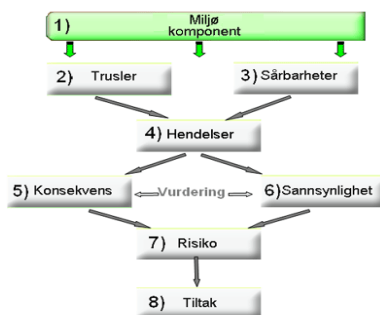 1) Miljø
komponent
2) Trusler
3) Sårbarheter
4) Hendelser
5) Konsekvens
Vurdering
6) Sannsynlighet
7) Risiko
8) Tiltak